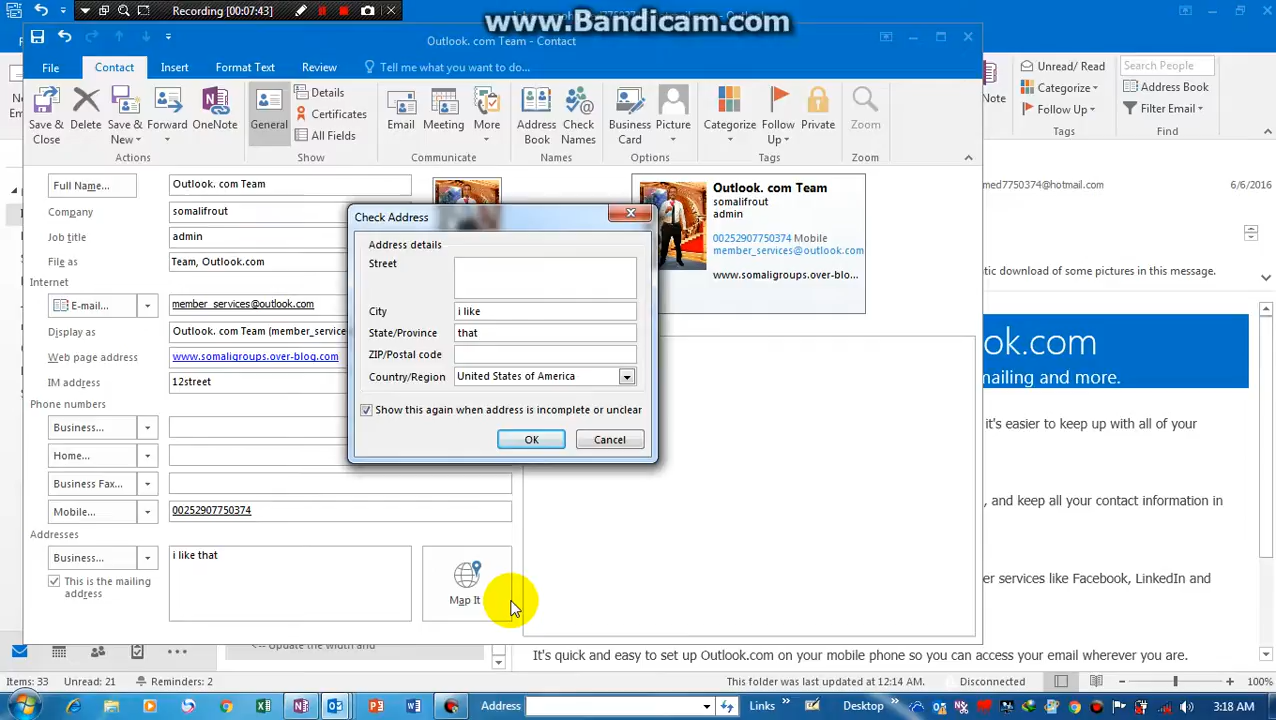 Recording [00:07:43]
www.Bandicam.com
Outlook. com Team - Contact
File
Contact
Insert
Format Text
Review
Tell me what you want to do...
Save & Close
Delete
Save & New
Forward
OneNote
Actions
General
Details
Certificates
All Fields
Show
Email
Meeting
More
Communicate
Address Book
Check Names
Names
Business Card
Picture
Options
Categorize
Follow Up
Private
Tags
Zoom
Zoom
Note
Unread/ Read
Categorize
Follow Up
Tags
Search People
Address Book
Filter Email
Find
Full Name...
Outlook. com Team
Company
somalifrout
Job title
admin
File as
Team, Outlook.com
Internet
E-mail...
member_services@outlook.com
Display as
Outlook. com Team (member_service
Web page address
www.somaligroups.over-blog.com
IM address
12street
Phone numbers
Business...
Home...
Business Fax...
Mobile...
00252907750374
Addresses
Business...
i like that
This is the mailing address
Map It
Outlook. com Team
somalifrout
admin
00252907750374 Mobile
member_services@outlook.com
www.somaligroups.over-blo...
Check Address
Address details
Street
City
i like
State/Province
that
ZIP/Postal code
Country/Region
United States of America
Show this again when address is incomplete or unclear
OK
Cancel
med7750374@hotmail.com
6/6/2016
tic download of some pictures in this message.
ok.com
mailing and more.
it's easier to keep up with all of your
, and keep all your contact information in
er services like Facebook, LinkedIn and
It's quick and easy to set up Outlook.com on your mobile phone so you can access your email wherever you are.
<-- Update the width and
Items: 33
Unread: 21
Reminders: 2
This folder was last updated at 12:14 AM.
Disconnected
100%
Address
Links
Desktop
3:18 AM